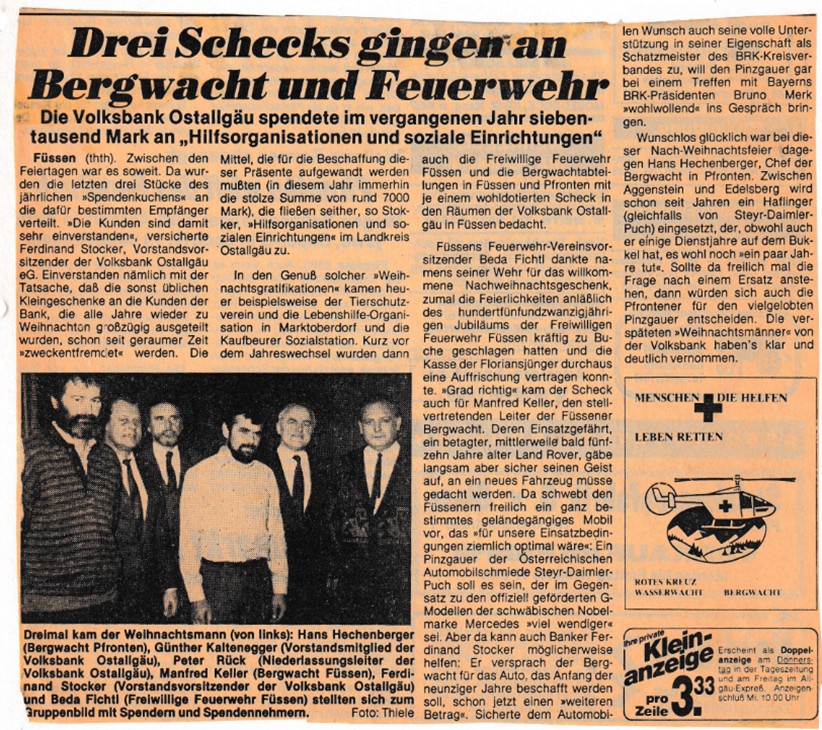 Drei Schecks gingen an
Bergwacht und Feuerwehr
Die Volksbank Ostallgäu spendete im vergangenen Jahr sieben-
tausend Mark an „Hilfsorganisationen und soziale Einrichtungen“
Füssen (thth). Zwischen den
Feiertagen war es soweit. Da wur-
den die letzten drei Stücke des
jährlichen »Spendenkuchens« an
die dafür bestimmten Empfänger
verteilt. »Die Kunden sind damit
sehr einverstanden«, versicherte
Ferdinand Stocker, Vorstandsvor-
sitzender der Volksbank Ostallgäu
eG. Einverstanden nämlich mit der
Tatsache, daß die sonst üblichen
Kleingeschenke an die Kunden der
Bank, die alle Jahre wieder zu
Weihnachten großzügig ausgeteilt
wurden, schon seit geraumer Zeit
»zweckentfremdet« werden. Die
Mittel, die für die Beschaffung die-
ser Präsente aufgewandt werden
mußten (in diesem Jahr immerhin
die stolze Summe von rund 7000
Mark), die fließen seither, so Stok-
ker, »Hilfsorganisationen und so-
zialen Einrichtungen« im Landkreis
Ostallgäu zu.
In den Genuß solcher »Weih-
nachtsgratifikationen« kamen heu-
er beispielsweise der Tierschutz-
verein und die Lebenshilfe-Organi-
sation in Marktoberdorf und die
Kaufbeurer Sozialstation. Kurz vor
dem Jahreswechsel wurden dann
auch die Freiwillige Feuerwehr
Füssen und die Bergwachtabtei-
lungen in Füssen und Pfronten mit
je einem wohldotierten Scheck in
den Räumen der Volksbank Ostall-
gäu in Füssen bedacht.
Füssens Feuerwehr-Vereinsvor-
sitzender Beda Fichtl dankte na-
mens seiner Wehr für das willkom-
mene Nachweihnachtsgeschenk,
zumal die Feierlichkeiten anläßlich
des hundertfünfundzwanzigjähri-
gen Jubiläums der Freiwilligen
Feuerwehr Füssen kräftig zu Bu-
che geschlagen hatten und die
Kasse der Floriansjünger durchaus
eine Auffrischung vertragen konn-
te. »Grad richtig« kam der Scheck
auch für Manfred Keller, den stell-
vertretenden Leiter der Füssener
Bergwacht. Deren Einsatzgefährt,
ein betagter, mittlerweile bald fünf-
zehn Jahre alter Land Rover, gäbe
langsam aber sicher seinen Geist
auf, an ein neues Fahrzeug müsse
gedacht werden. Da schwebt den
Füssenern freilich ein ganz be-
stimmtes geländegängiges Mobil
vor, das »für unsere Einsatzbedin-
gungen ziemlich optimal wäre«: Ein
Pinzgauer der Österreichischen
Automobilschmiede Steyr-Daimler-
Puch soll es sein, der im Gegen-
satz zu den offiziell geförderten G-
Modellen der schwäbischen Nobel-
marke Mercedes »viel wendiger«
sei. Aber da kann auch Banker Fer-
dinand Stocker möglicherweise
helfen: Er versprach der Berg-
wacht für das Auto, das Anfang der
neunziger Jahre beschafft werden
soll, schon jetzt einen »weiteren
Betrag«. Sicherte dem Automobi-
len Wunsch auch seine volle Unter-
stützung in seiner Eigenschaft als
Schatzmeister des BRK-Kreisver-
bandes zu, will den Pinzgauer gar
bei einem Treffen mit Bayerns
BRK-Präsidenten Bruno Merk
»wohlwollend« ins Gespräch brin-
gen.
Wunschlos glücklich war bei die-
ser Nach-Weihnachtsfeier dage-
gen Hans Hechenberger, Chef der
Bergwacht in Pfronten. Zwischen
Aggenstein und Edelsberg wird
schon seit Jahren ein Haflinger
(gleichfalls von Steyr-Daimler-
Puch) eingesetzt, der, obwohl auch
er einige Dienstjahre auf dem Buk-
kel hat, es wohl noch »ein paar Jah-
re tut«. Sollte da freilich mal die
Frage nach einem Ersatz anste-
hen, dann würden sich auch die
Pfrontener für den vielgelobten
Pinzgauer entscheiden. Die ver-
späteten »Weihnachtsmänner« von
der Volksbank haben's klar und
deutlich vernommen.
Dreimal kam der Weihnachtsmann (von links): Hans Hechenberger
(Bergwacht Pfronten), Günther Kaltenegger (Vorstandsmitglied der
Volksbank Ostallgäu), Peter Rück (Niederlassungsleiter der
Volksbank Ostallgäu), Manfred Keller (Bergwacht Füssen), Ferdi-
nand Stocker (Vorstandsvorsitzender der Volksbank Ostallgäu)
und Beda Fichtl (Freiwillige Feuerwehr Füssen) stellten sich zum
Gruppenbild mit Spendern und Spendennehmern. Foto: Thiele
MENSCHEN DIE HELFEN
LEBEN RETTEN
ROTES KREUZ
WASSERWACHT BERGWACHT
Ihre private
Klein-
anzeige
pro
Zeile
3.33
Erscheint als Doppel-
anzeige am Donners-
tag in der Tageszeitung
und am Freitag im All-
gäu-Expreß. Anzeigen-
schluß Mi. 10.00 Uhr